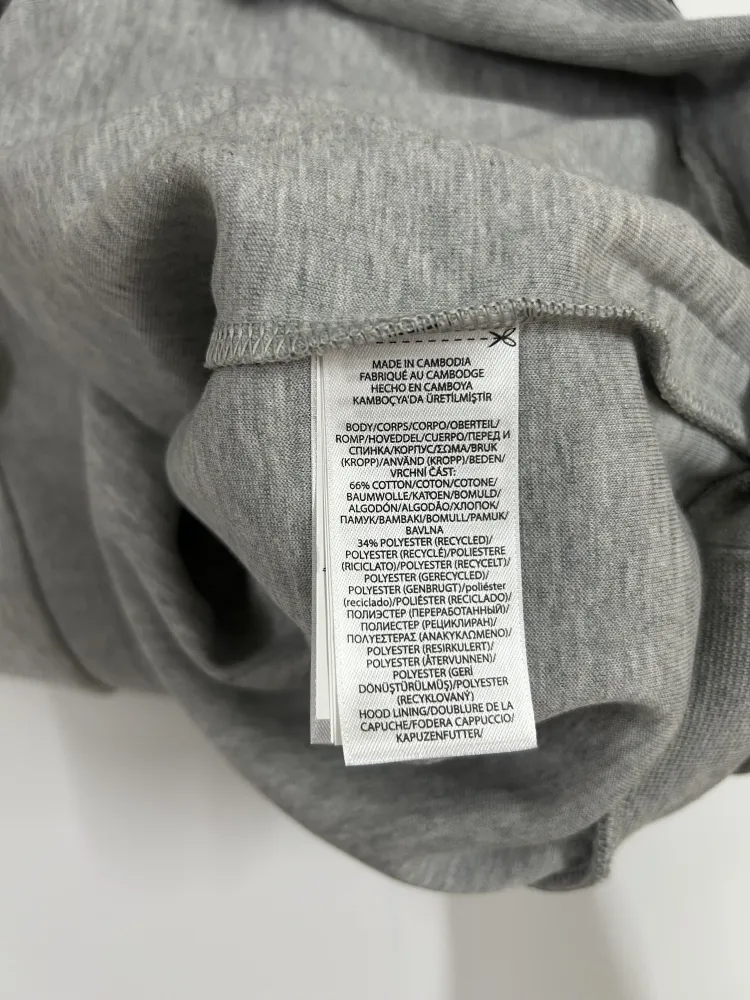 MADE IN CAMBODIA
FABRIQUÉ AU CAMBODGE
HECHO EN CAMBOYA
KAMBOÇYA'DA ÜRETİLMİŞTİR
BODY/CORPS/CORPO/OBERTEIL/
ROMP/HOVEDDEL/CUERPO/ПЕРЕД И
СПИНКА/КОРПУС/ΣΩΜΑ/BRUK
(KROPP)/ANVÄND (KROPP)/BEDEN/
VRCHNÍ ČÁST:
66% COTTON/COTON/COTONE/
BAUMWOLLE/KATOEN/BOMULD/
ALGODÓN/ALGODÃO/ХЛОПОК/
ПАМУК/ΒΑΜΒΑΚΙ/BOMULL/PAMUK/
BAVLNA
34% POLYESTER (RECYCLED)/
POLYESTER (RECYCLÉ)/POLIESTERE
(RICICLATO)/POLYESTER (RECYCELT)/
POLYESTER (GERECYCLED)/
POLYESTER (GENBRUGT)/poliéster
(reciclado)/POLIÉSTER (RECICLADO)/
ПОЛИЭСТЕР (ПЕРЕРАБОТАННЫЙ)/
ПОЛИЕСТЕР (РЕЦИКЛИРАН)/
ΠΟΛΥΕΣΤΕΡΑΣ (ΑΝΑΚΥΚΛΩΜΕΝΟ)/
POLYESTER (RESIRKULERT)/
POLYESTER (ÅTERVUNNEN)/
POLYESTER (GERİ
DÖNÜŞTÜRÜLMÜŞ)/POLYESTER
(RECYKLOVANÝ)
HOOD LINING/DOUBLURE DE LA
CAPUCHE/FODERA CAPPUCCIO/
KAPUZENFUTTER/